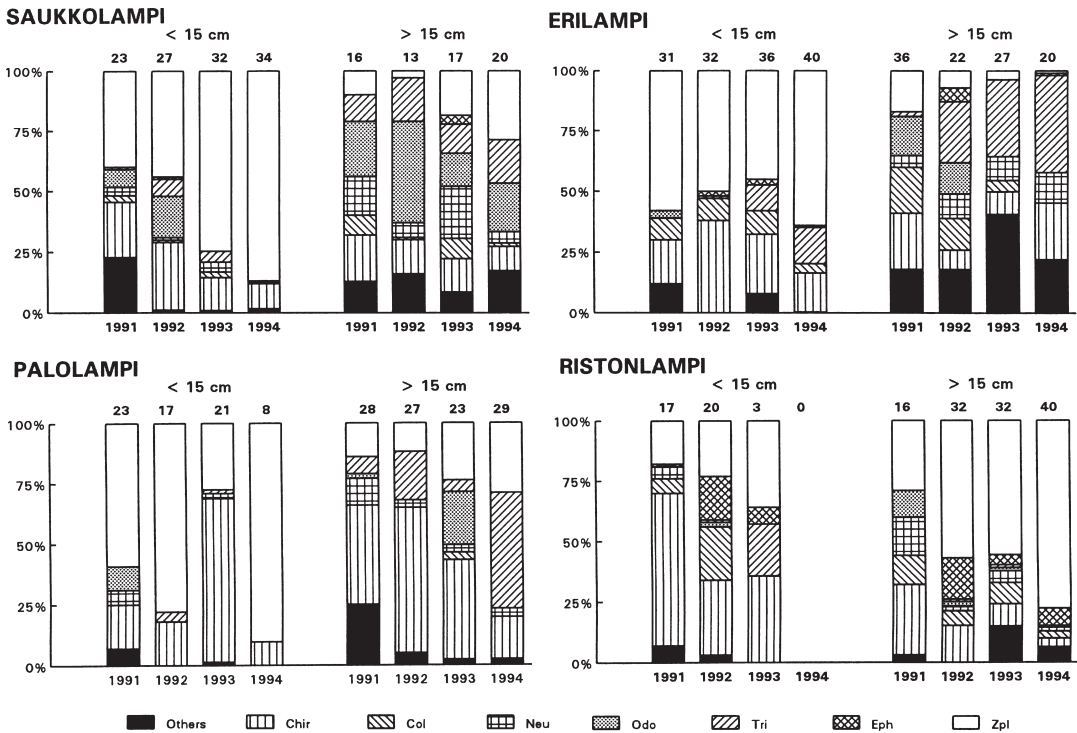 SAUKKOLAMPI
< 15 cm
> 15 cm
23 27 32 34
16 13 17 20
100%
75%
50%
25%
0%
1991 1992 1993 1994
1991 1992 1993 1994
ERILAMPI
< 15 cm
> 15 cm
31 32 36 40
36 22 27 20
100%
75%
50%
25%
0%
1991 1992 1993 1994
1991 1992 1993 1994
PALOLAMPI
< 15 cm
> 15 cm
23 17 21 8
28 27 23 29
100%
75%
50%
25%
0%
1991 1992 1993 1994
1991 1992 1993 1994
RISTONLAMPI
< 15 cm
> 15 cm
17 20 3 0
16 32 32 40
100%
75%
50%
25%
0%
1991 1992 1993 1994
1991 1992 1993 1994
Others Chir Col Neu Odo Tri Eph Zpl